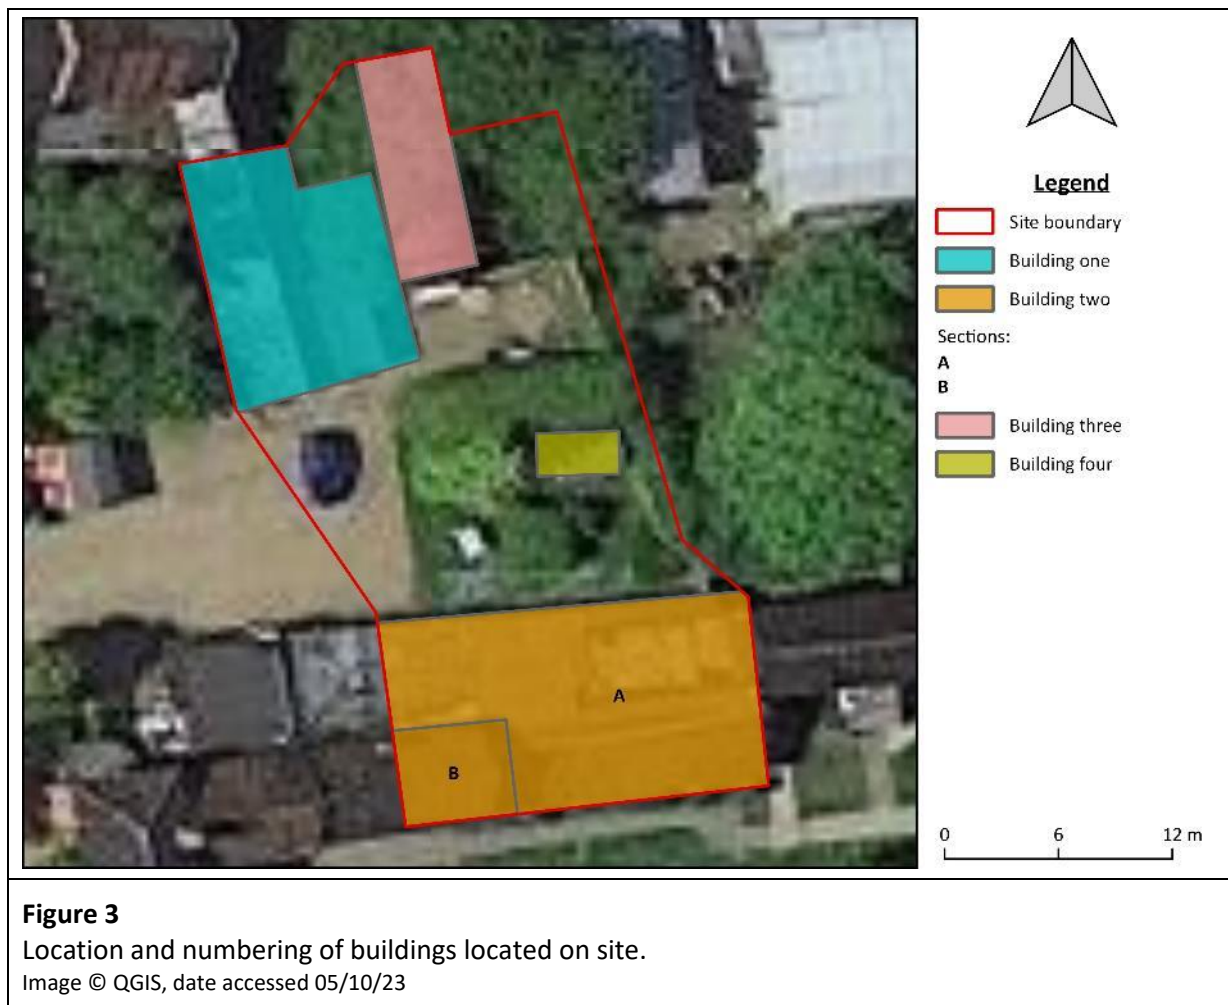 A
B
Legend
Site boundary
Building one
Building two
Sections:
A
B
Building three
Building four
0 6 12 m
Figure 3
Location and numbering of buildings located on site.
Image © QGIS, date accessed 05/10/23